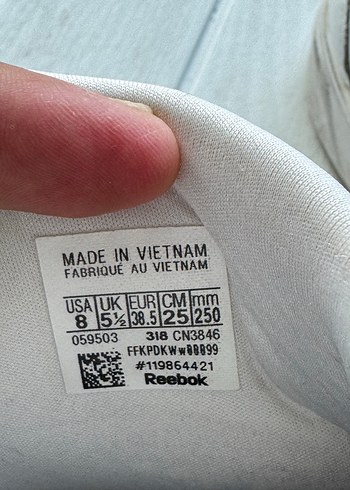 MADE IN VIETNAM
FABRIQUÉ AU VIETNAM
USA UK EUR CM mm
8 5½ 38.5 25 250
059503 318 CN3846
#119864421
Reebok